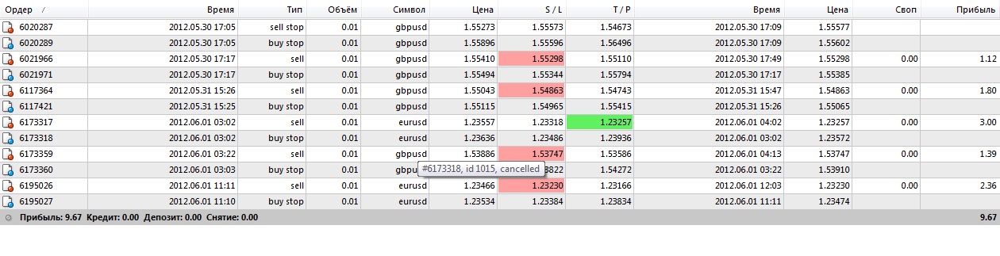 Ордер / Время Тип Объём Символ Цена S / L T / P Время Цена Своп Прибыль
6020287 2012.05.30 17:05 sell stop 0.01 gbpusd 1.55273 1.55573 1.54673 2012.05.30 17:09 1.55577
6020289 2012.05.30 17:05 buy stop 0.01 gbpusd 1.55896 1.55596 1.56496 2012.05.30 17:09 1.55602
6021966 2012.05.30 17:17 sell 0.01 gbpusd 1.55410 1.55298 1.55110 2012.05.30 17:49 1.55298 0.00 1.12
6021971 2012.05.30 17:17 buy stop 0.01 gbpusd 1.55494 1.55344 1.55794 2012.05.30 17:17 1.55385
6117364 2012.05.31 15:26 sell 0.01 gbpusd 1.55043 1.54863 1.54743 2012.05.31 15:47 1.54863 0.00 1.80
6117421 2012.05.31 15:25 buy stop 0.01 gbpusd 1.55115 1.54965 1.55415 2012.05.31 15:26 1.55065
6173317 2012.06.01 03:02 sell 0.01 eurusd 1.23557 1.23318 1.23257 2012.06.01 04:02 1.23257 0.00 3.00
6173318 2012.06.01 03:02 buy stop 0.01 eurusd 1.23636 1.23486 1.23936 2012.06.01 03:02 1.23572
6173359 2012.06.01 03:22 sell 0.01 gbpusd 1.53886 1.53747 1.53586 2012.06.01 04:13 1.53747 0.00 1.39
6173360 2012.06.01 03:03 buy stop 0.01 gbpu #6173318, id 1015, cancelled 3822 1.54272 2012.06.01 03:22 1.53910
6195026 2012.06.01 11:11 sell 0.01 eurusd 1.23466 1.23230 1.23166 2012.06.01 12:03 1.23230 0.00 2.36
6195027 2012.06.01 11:10 buy stop 0.01 eurusd 1.23534 1.23384 1.23834 2012.06.01 11:11 1.23474
Прибыль: 9.67 Кредит: 0.00 Депозит: 0.00 Снятие: 0.00 9.67